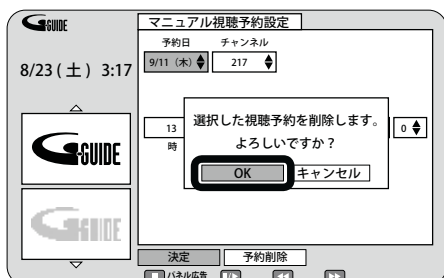 G-GUIDE
マニュアル視聴予約設定
予約日 チャンネル
9/11（木） 217
8/23 ( 土 ) 3:17
選択した視聴予約を削除します。
よろしいですか？
13 0
時
OK キャンセル
G-GUIDE
G-GUIDE
決定 予約削除
パネル広告